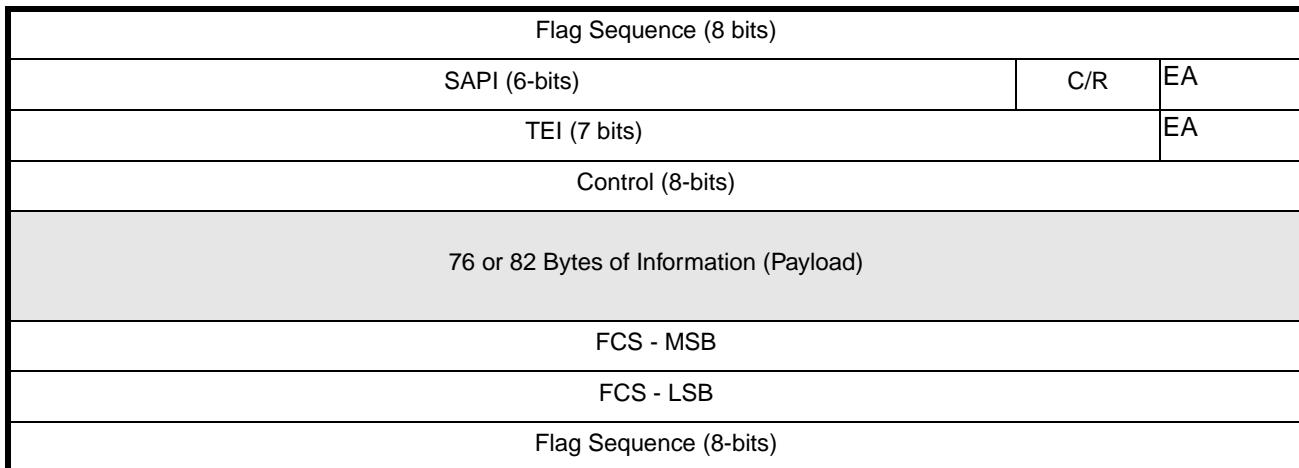 Flag Sequence (8 bits)
SAPI (6-bits) C/R EA
TEI (7 bits) EA
Control (8-bits)
76 or 82 Bytes of Information (Payload)
FCS - MSB
FCS - LSB
Flag Sequence (8-bits)